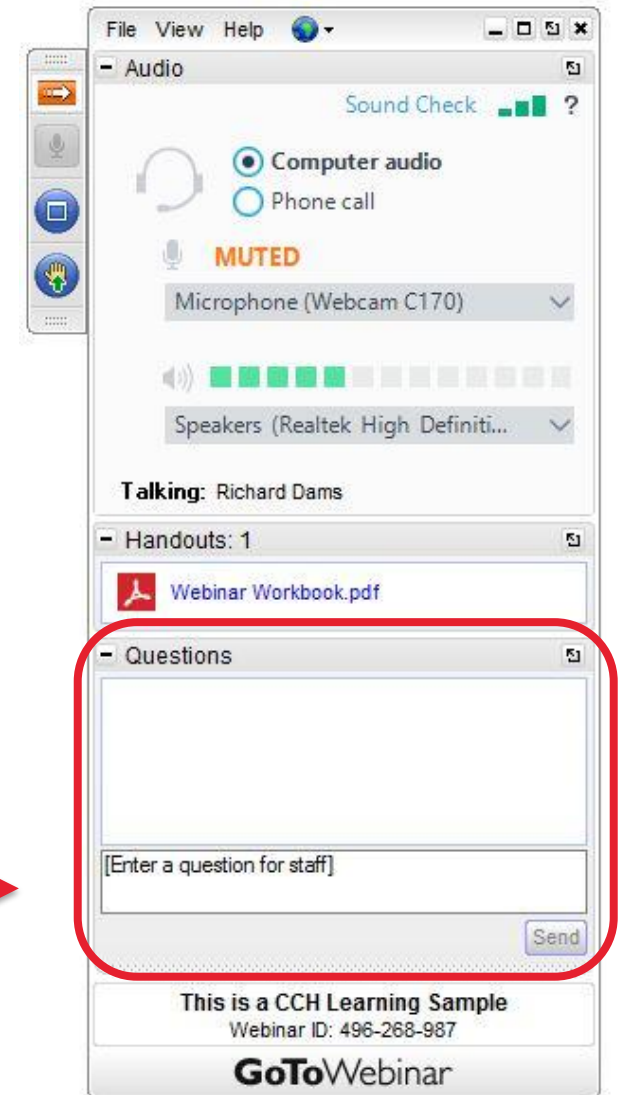 File View Help
Audio
Sound Check ?
Computer audio
Phone call
MUTED
Microphone (Webcam C170)
Speakers (Realtek High Definiti...
Talking: Richard Dams
Handouts: 1
Webinar Workbook.pdf
Questions
[Enter a question for staff]
Send
This is a CCH Learning Sample
Webinar ID: 496-268-987
GoToWebinar